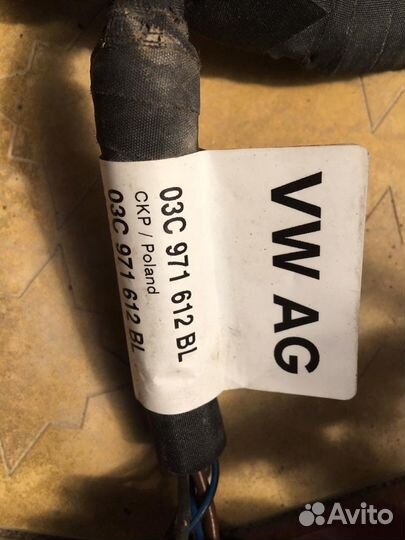 VW AG
03C 971 612 BL
CKP / Poland
03C 971 612 BL
Avito